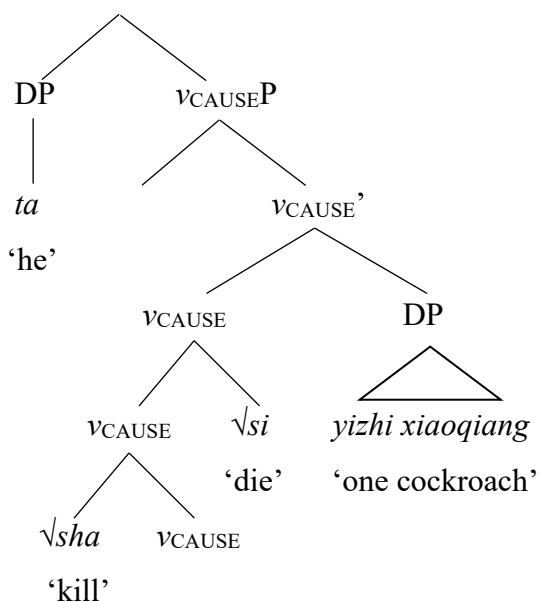 DP vCAUSEP
ta vCAUSE’
‘he’
vCAUSE DP
vCAUSE √si yizhi xiaoqiang
‘die’ ‘one cockroach’
√sha vCAUSE
‘kill’